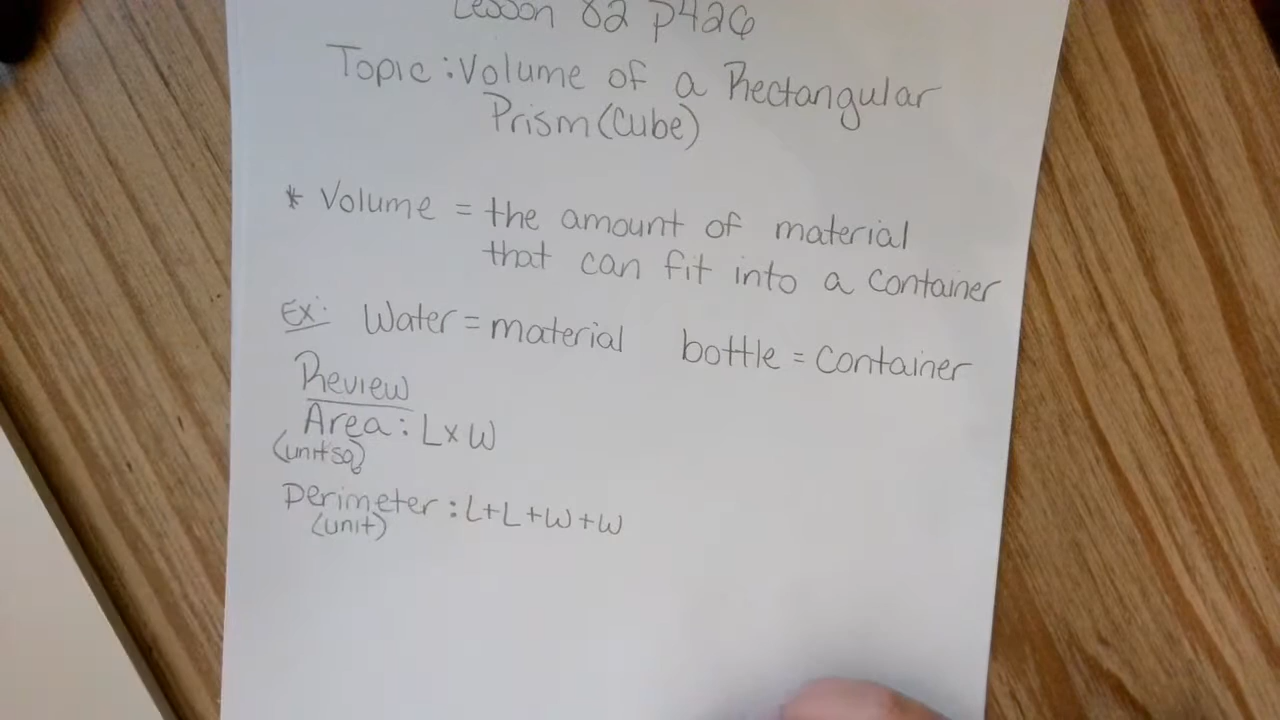 Lesson 82 p426
Topic: Volume of a Rectangular
Prism (Cube)
* Volume = the amount of material
that can fit into a container
Ex: Water = material bottle = container
Review
Area: L x W
(unit sq)
Perimeter: L+L+W+W
(unit)